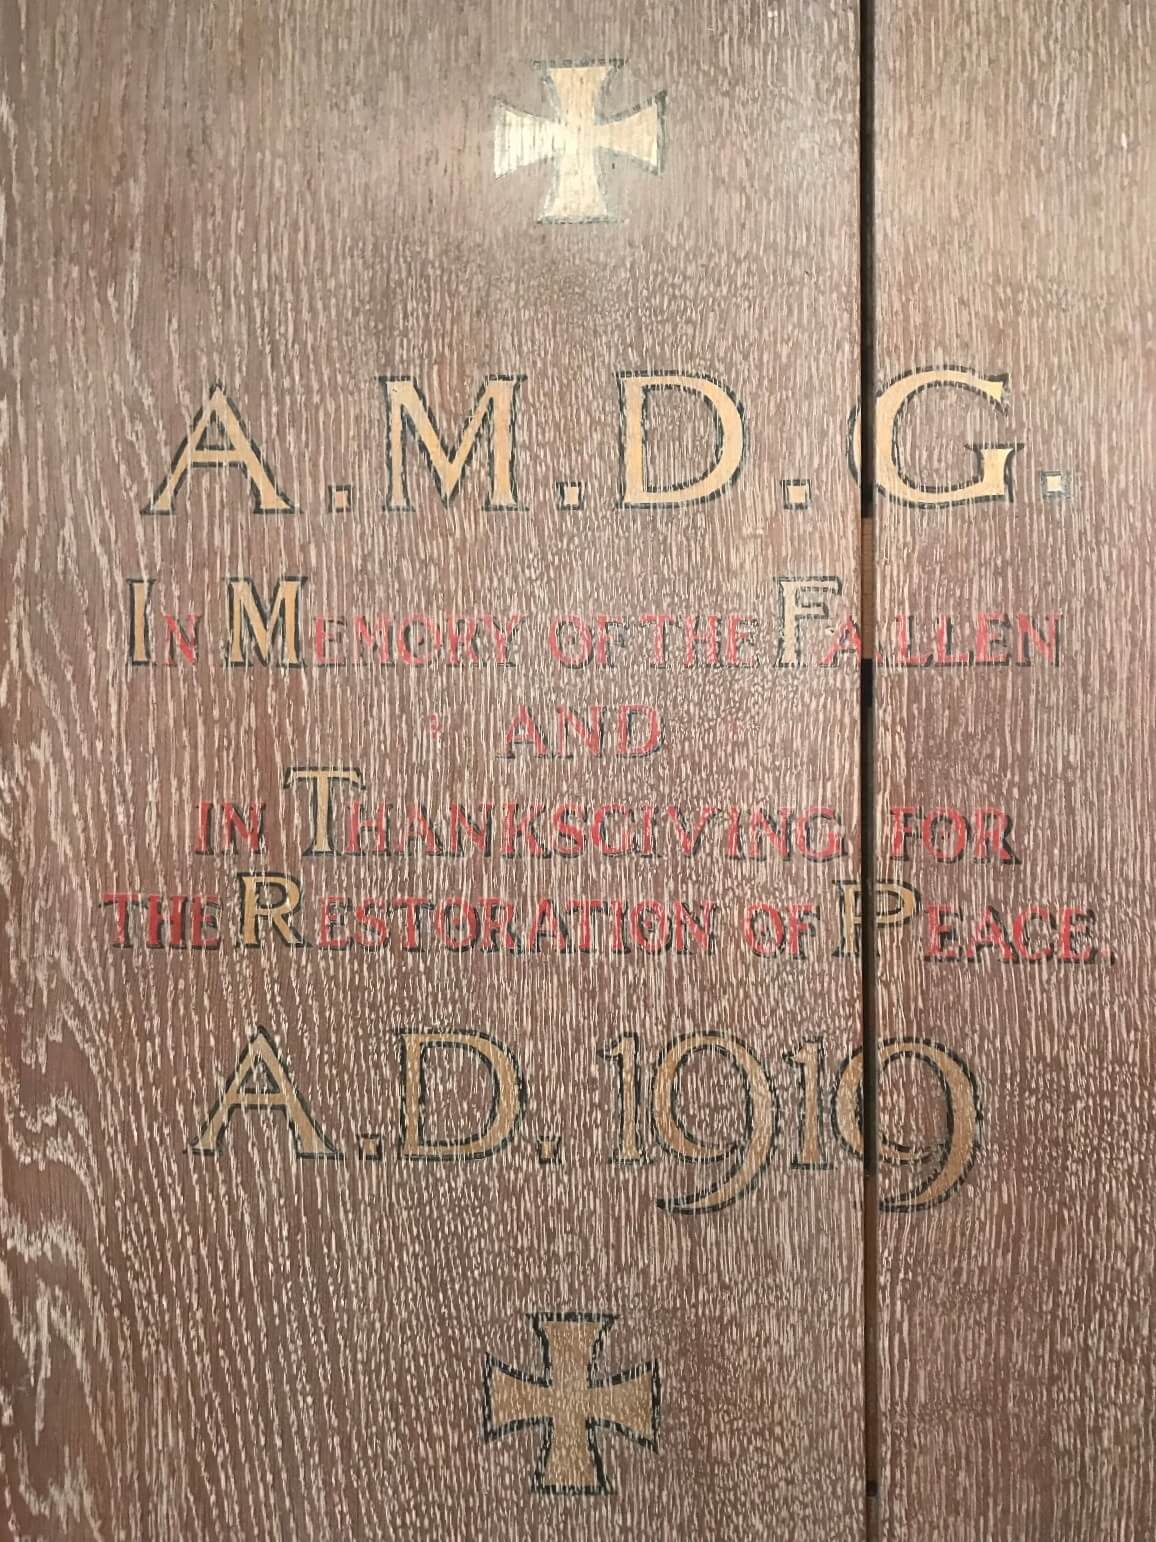 A.M.D.G.
IN MEMORY OF THE FALLEN
AND
IN THANKSGIVING FOR
THE RESTORATION OF PEACE.
A.D. 1919